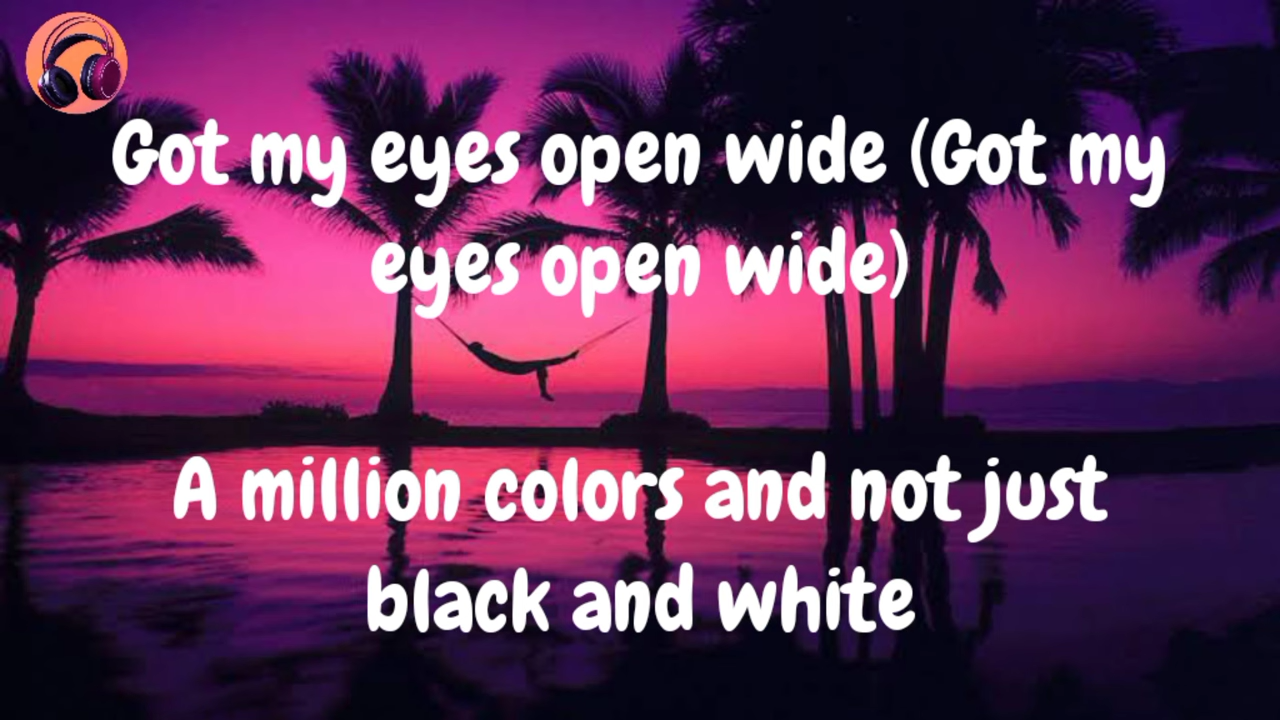 Got my eyes open wide (Got my
eyes open wide)
A million colors and not just
black and white